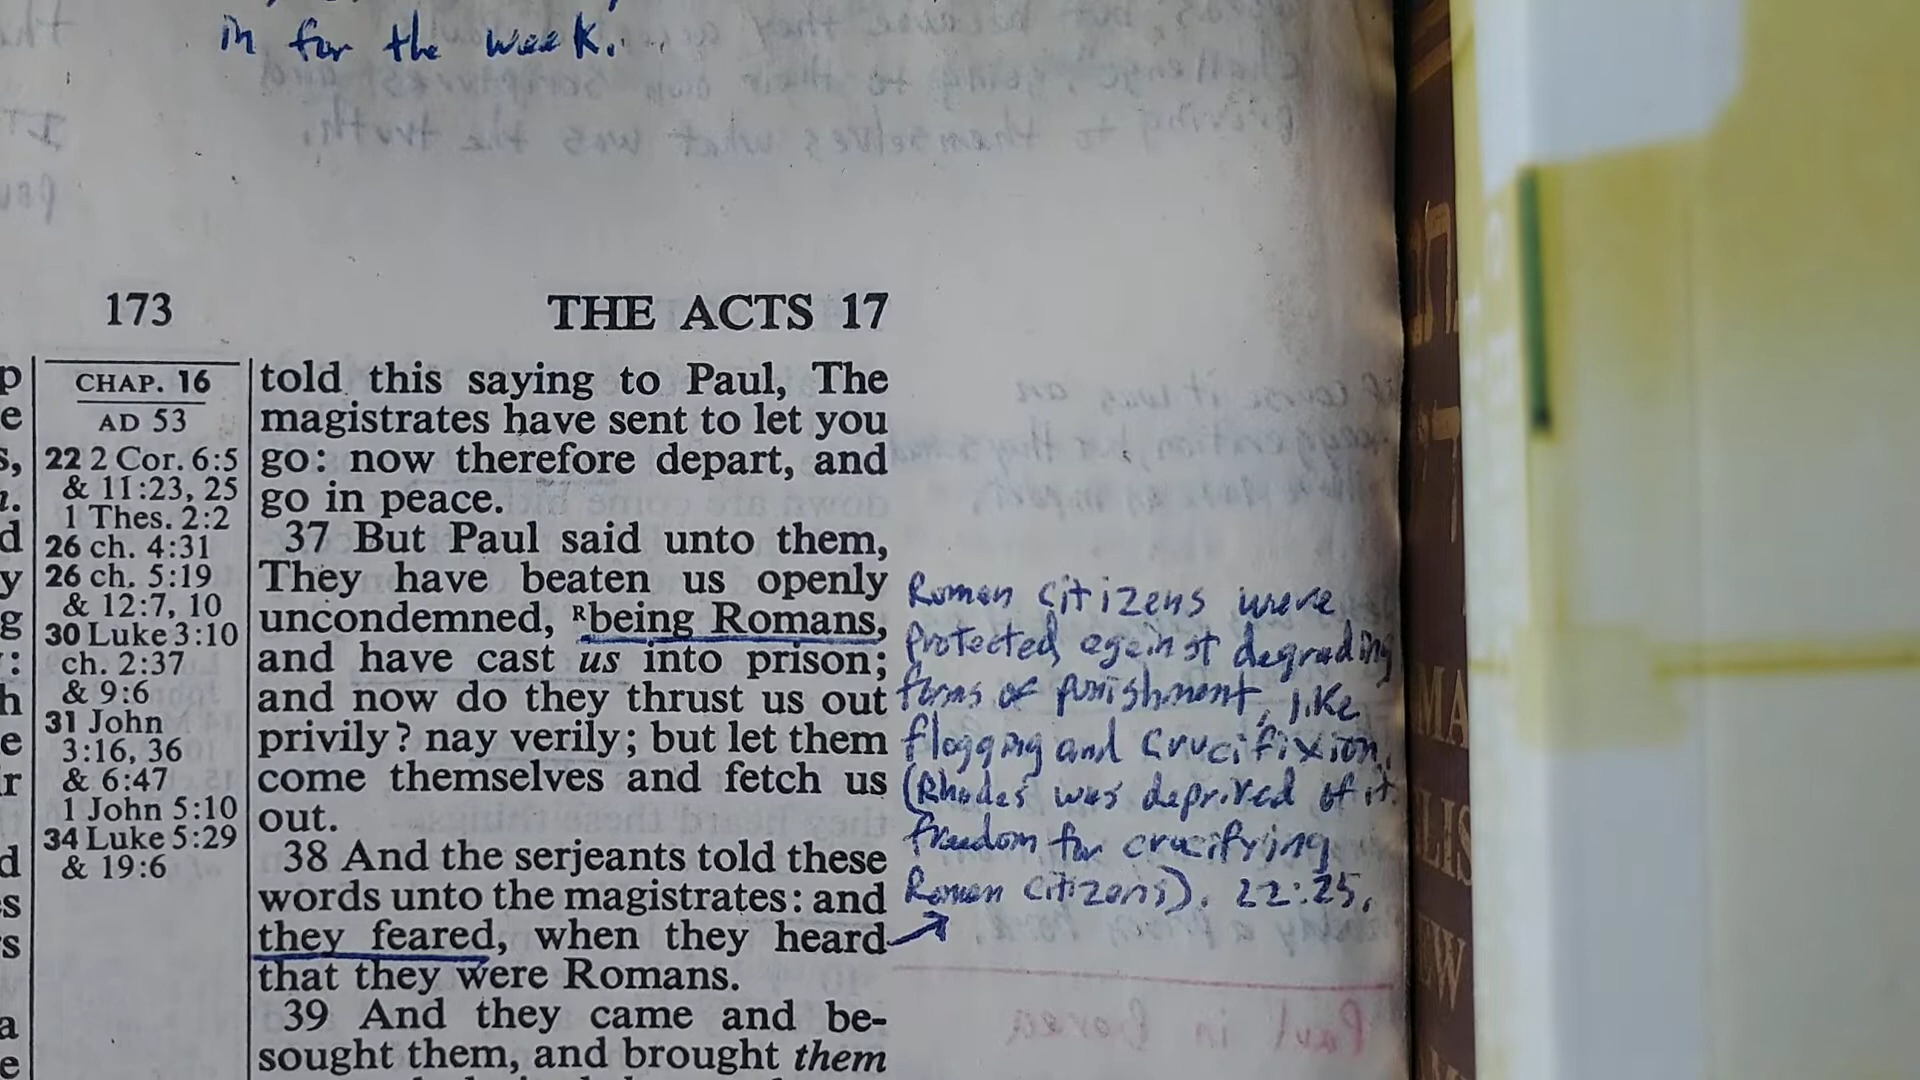 in for the week.
173
THE ACTS 17
CHAP. 16
AD 53
22 2 Cor. 6:5
& 11:23, 25
1 Thes. 2:2
26 ch. 4:31
26 ch. 5:19
& 12:7, 10
30 Luke 3:10
ch. 2:37
& 9:6
31 John
3:16, 36
& 6:47
1 John 5:10
34 Luke 5:29
& 19:6
told this saying to Paul, The
magistrates have sent to let you
go: now therefore depart, and
go in peace.
37 But Paul said unto them,
They have beaten us openly
uncondemned, ᴿbeing Romans,
and have cast us into prison;
and now do they thrust us out
privily? nay verily; but let them
come themselves and fetch us
out.
38 And the serjeants told these
words unto the magistrates: and
they feared, when they heard
that they were Romans.
39 And they came and be-
sought them, and brought them
Roman citizens were
protected against degrading
forms of punishment, like
flogging and crucifixion.
(Rhodes was deprived of it
freedom for crucifying
Roman citizens). 22:25,